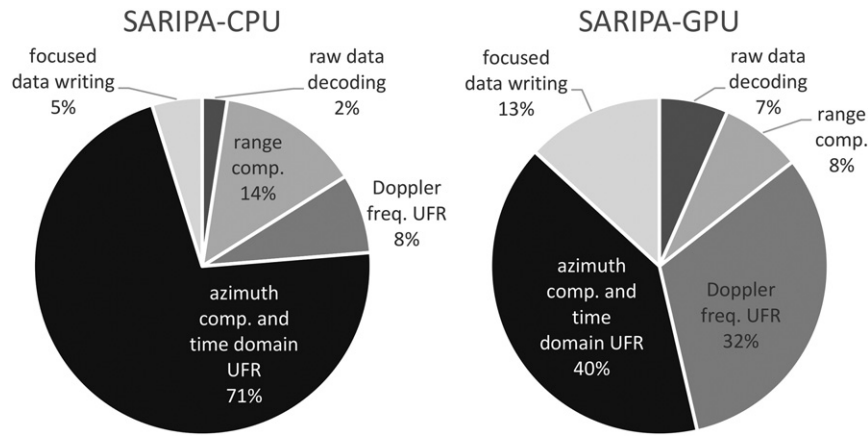 SARIPA-CPU
focused
data writing
5%
raw data
decoding
2%
range
comp.
14%
Doppler
freq. UFR
8%
azimuth
comp. and
time domain
UFR
71%
SARIPA-GPU
focused
data writing
13%
raw data
decoding
7%
range
comp.
8%
Doppler
freq. UFR
32%
azimuth
comp. and
time
domain UFR
40%